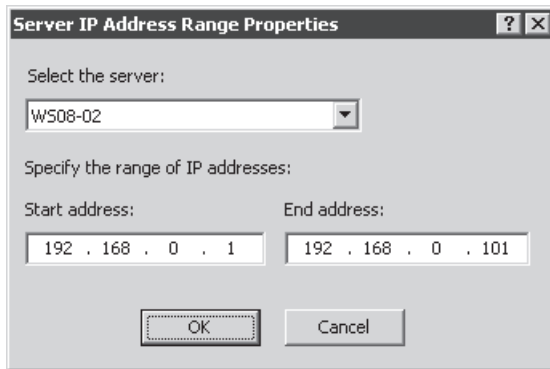 Server IP Address Range Properties ? X
Select the server:
WS08-02
Specify the range of IP addresses:
Start address: End address:
192 . 168 . 0 . 1 192 . 168 . 0 . 101
OK Cancel